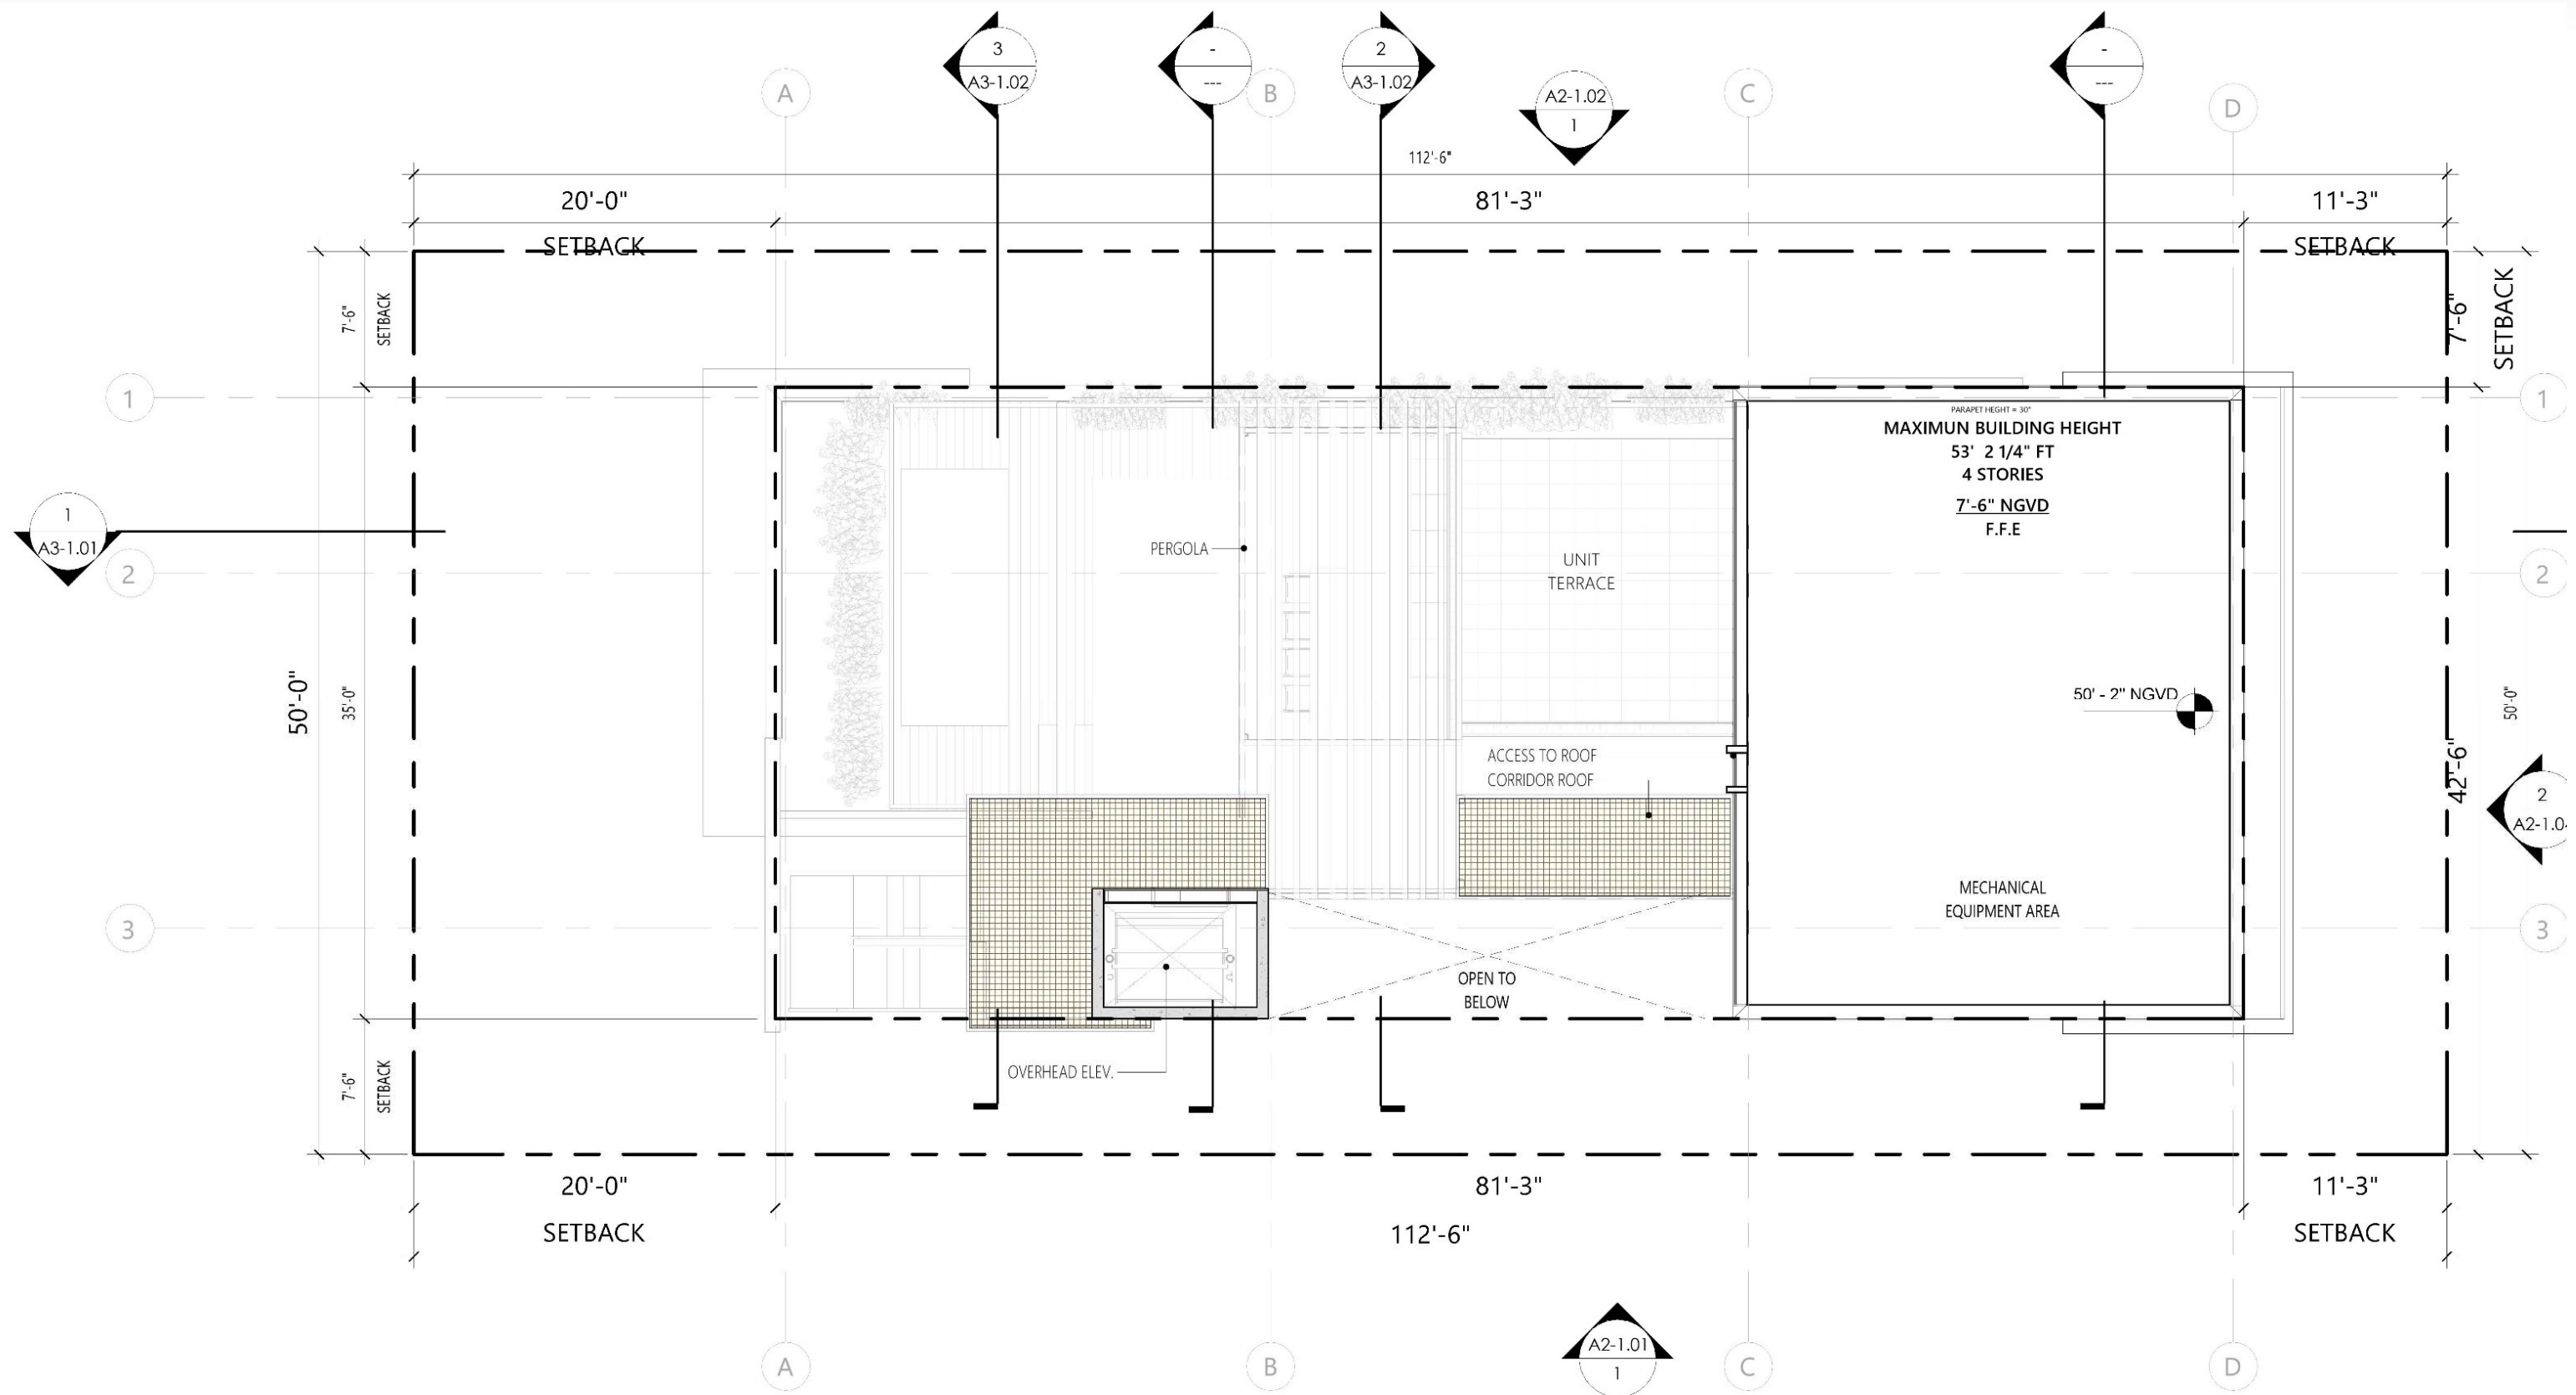 3
A3-1.02
-
---
2
A3-1.02
-
---
A
B
A2-1.02
1
C
D
112'-6"
20'-0"
81'-3"
11'-3"
SETBACK
SETBACK
7'-6"
SETBACK
7'-6"
SETBACK
1
1
PARAPET HEGHT = 30"
MAXIMUN BUILDING HEIGHT
53' 2 1/4" FT
4 STORIES
7'-6" NGVD
F.F.E
1
A3-1.01
PERGOLA
UNIT
TERRACE
2
2
50'-0"
35'-0"
50' - 2" NGVD
50'-0"
42'-6"
ACCESS TO ROOF
CORRIDOR ROOF
2
A2-1.0
MECHANICAL
EQUIPMENT AREA
3
3
OPEN TO
BELOW
OVERHEAD ELEV.
7'-6"
SETBACK
20'-0"
81'-3"
11'-3"
SETBACK
112'-6"
SETBACK
A2-1.01
1
A
B
C
D